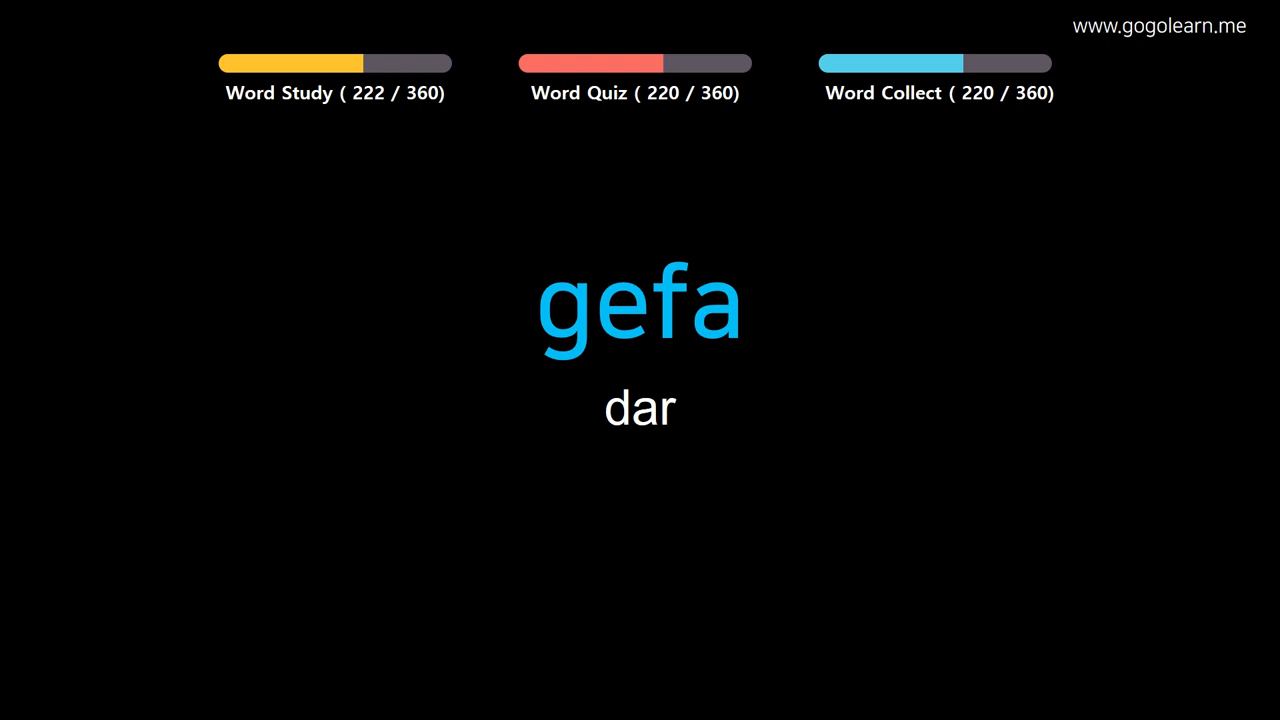 www.gogolearn.me
Word Study ( 222 / 360)
Word Quiz ( 220 / 360)
Word Collect ( 220 / 360)
gefa
dar